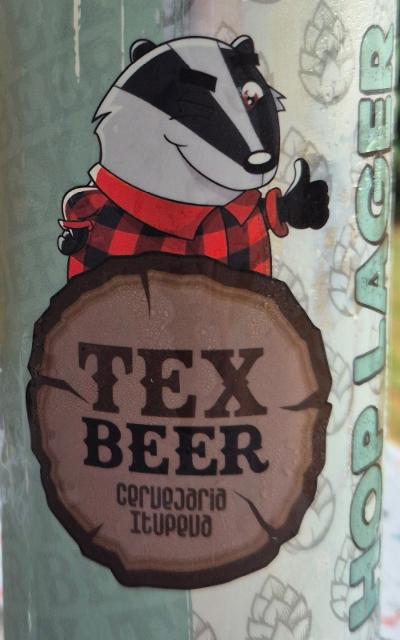 TEX
BEER
Cervejaria
Itupeva
HOP LAGER